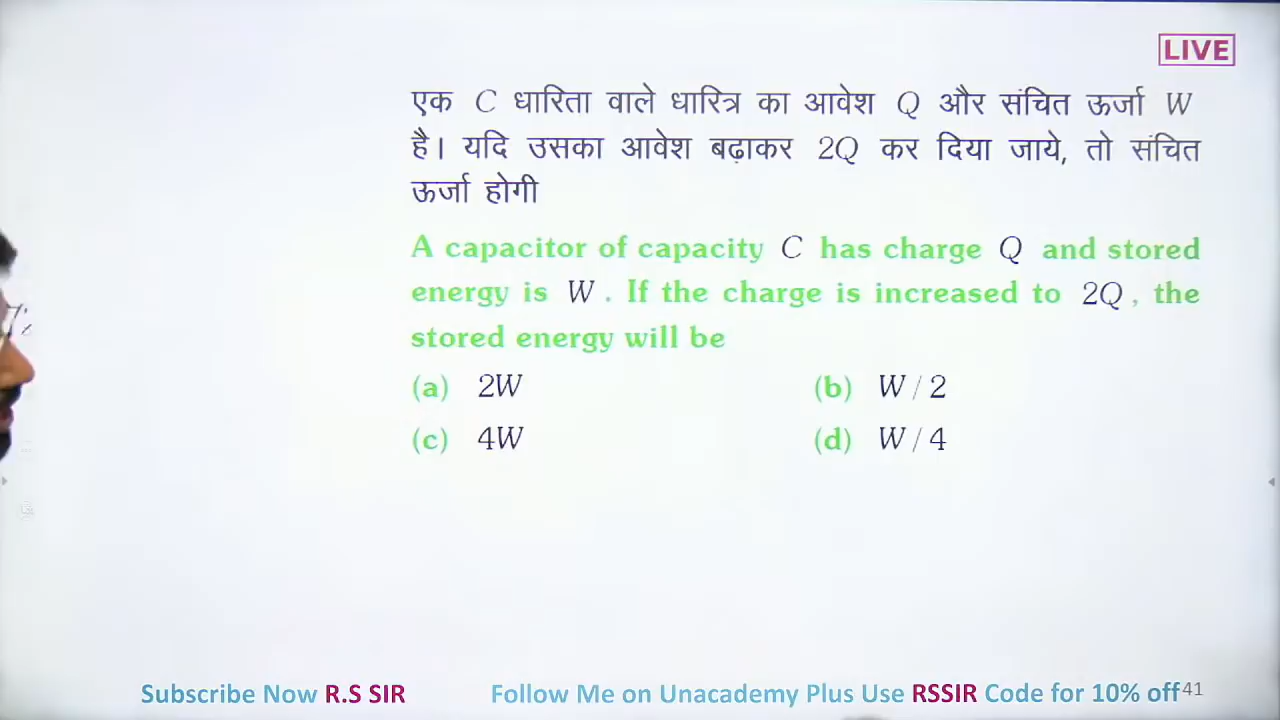 LIVE
एक C धारिता वाले धारित्र का आवेश Q और संचित ऊर्जा W
है। यदि उसका आवेश बढ़ाकर 2Q कर दिया जाये, तो संचित
ऊर्जा होगी
A capacitor of capacity C has charge Q and stored
energy is W . If the charge is increased to 2Q , the
stored energy will be
(a) 2W (b) W / 2
(c) 4W (d) W / 4
Subscribe Now R.S SIR Follow Me on Unacademy Plus Use RSSIR Code for 10% off 41